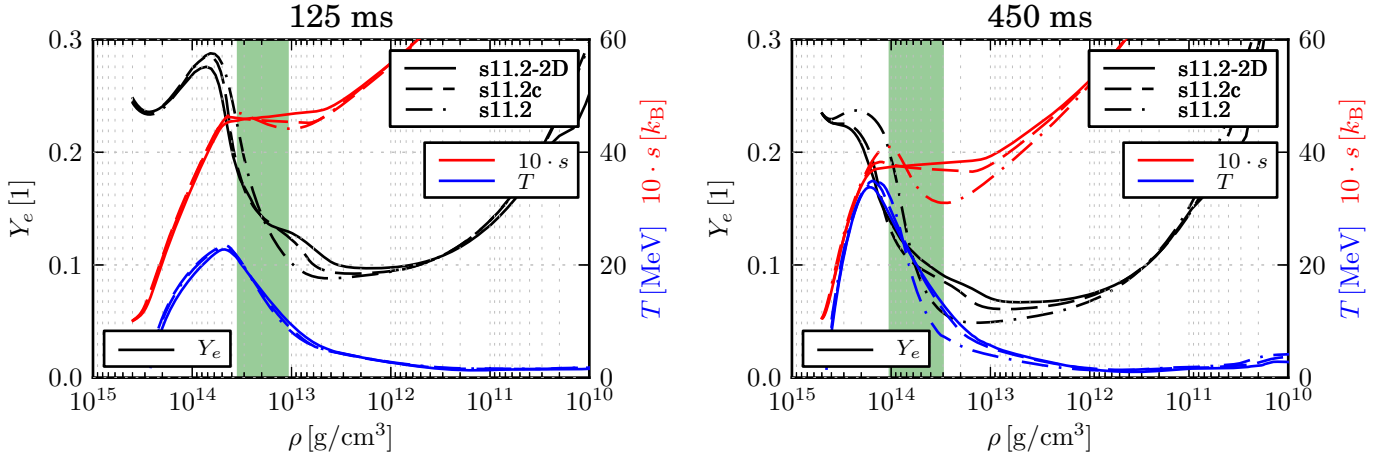 125 ms
0.3
0.2
0.1
0.0
Y_e [1]
60
40
20
0
T [MeV] 10 · s [k_B]
s11.2-2D
s11.2c
s11.2
10 · s
T
Y_e
10^15 10^14 10^13 10^12 10^11 10^10
ρ [g/cm^3]
450 ms
0.3
0.2
0.1
0.0
Y_e [1]
60
40
20
0
T [MeV] 10 · s [k_B]
s11.2-2D
s11.2c
s11.2
10 · s
T
Y_e
10^15 10^14 10^13 10^12 10^11 10^10
ρ [g/cm^3]